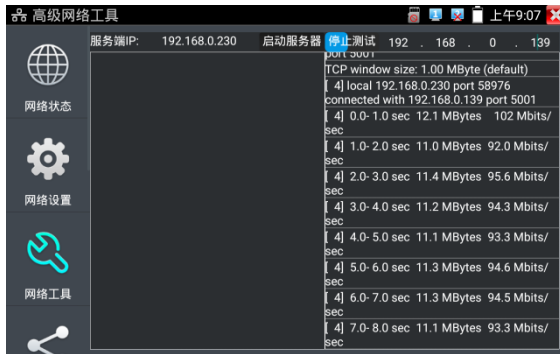 高级网络工具
上午9:07
服务端IP: 192.168.0.230 启动服务器 停止测试 192 . 168 . 0 . 139
网络状态
网络设置
网络工具
port 5001
TCP window size: 1.00 MByte (default)
[ 4] local 192.168.0.230 port 58976
connected with 192.168.0.139 port 5001
[ 4] 0.0- 1.0 sec 12.1 MBytes 102 Mbits/
sec
[ 4] 1.0- 2.0 sec 11.0 MBytes 92.0 Mbits/
sec
[ 4] 2.0- 3.0 sec 11.4 MBytes 95.6 Mbits/
sec
[ 4] 3.0- 4.0 sec 11.2 MBytes 94.3 Mbits/
sec
[ 4] 4.0- 5.0 sec 11.1 MBytes 93.3 Mbits/
sec
[ 4] 5.0- 6.0 sec 11.3 MBytes 94.6 Mbits/
sec
[ 4] 6.0- 7.0 sec 11.3 MBytes 94.5 Mbits/
sec
[ 4] 7.0- 8.0 sec 11.1 MBytes 93.3 Mbits/
sec